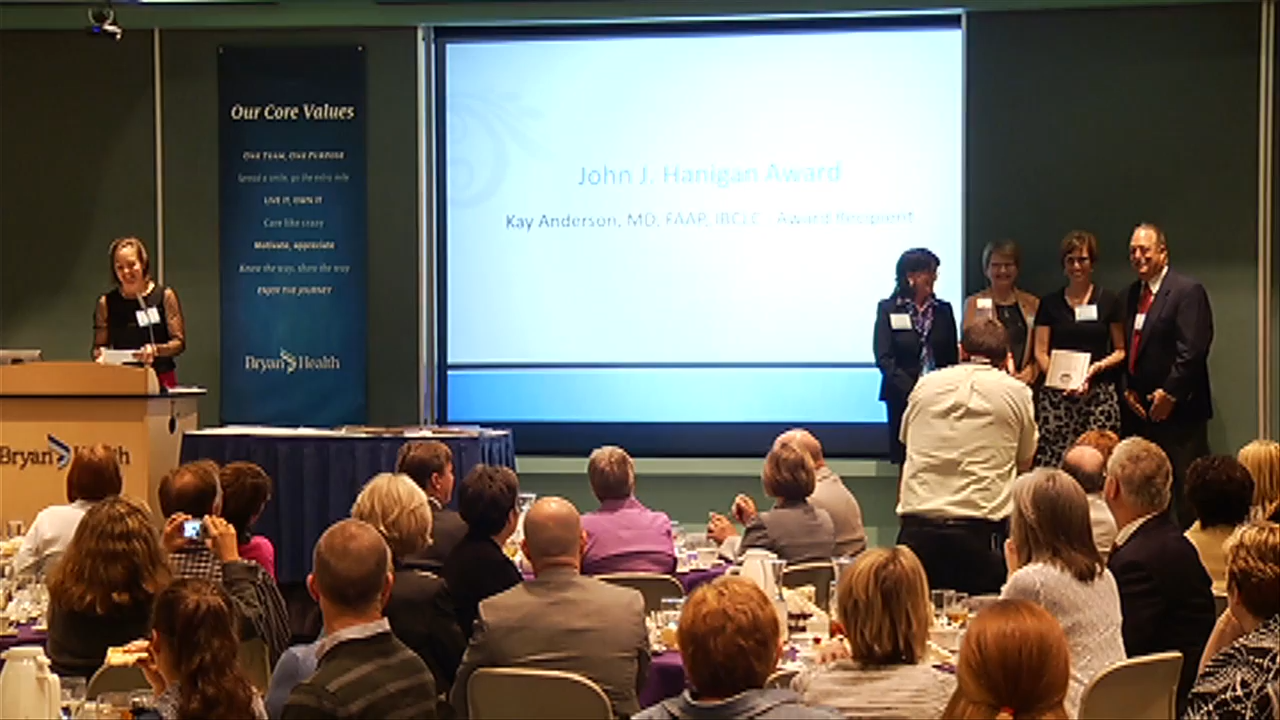 Our Core Values
ONE TEAM, ONE PURPOSE
Spread a smile, go the extra mile
LIVE IT, OWN IT
Care like crazy
Motivate, appreciate
Know the way, show the way
ENJOY THE JOURNEY
Bryan Health
John J. Hanigan Award
Kay Anderson, MD, FAAP, IBCLC - Award Recipient
Bryan Health